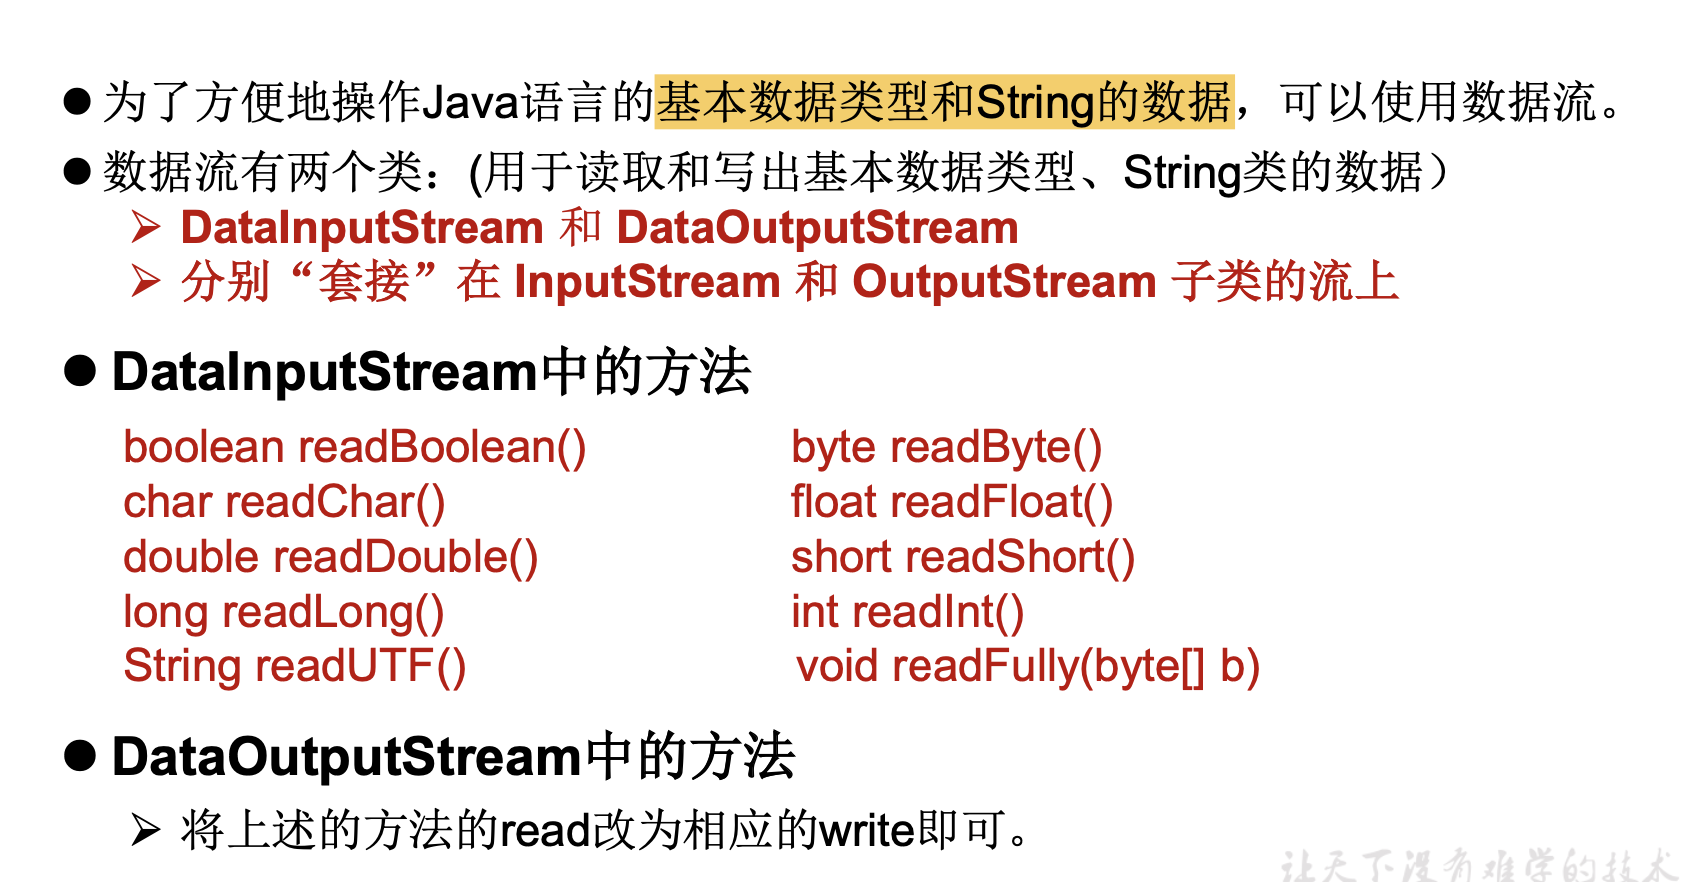 ● 为了方便地操作Java语言的基本数据类型和String的数据，可以使用数据流。
● 数据流有两个类：(用于读取和写出基本数据类型、String类的数据）
➢ DataInputStream 和 DataOutputStream
➢ 分别“套接”在 InputStream 和 OutputStream 子类的流上
● DataInputStream中的方法
boolean readBoolean() byte readByte()
char readChar() float readFloat()
double readDouble() short readShort()
long readLong() int readInt()
String readUTF() void readFully(byte[] b)
● DataOutputStream中的方法
➢ 将上述的方法的read改为相应的write即可。
让天下没有难学的技术